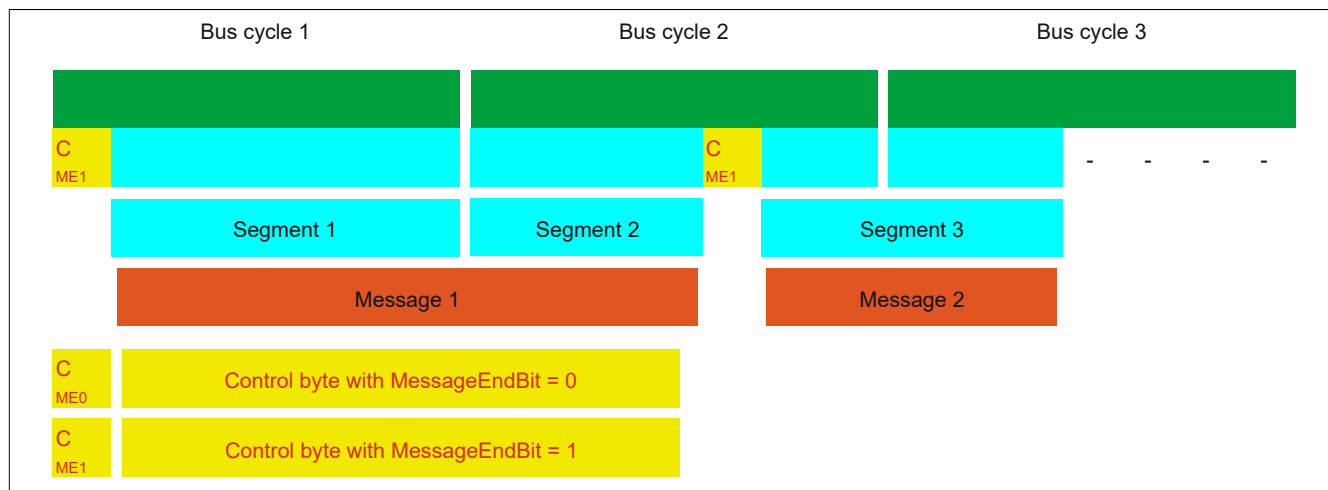 Bus cycle 1 Bus cycle 2 Bus cycle 3
C C - - - -
ME1 ME1
Segment 1 Segment 2 Segment 3
Message 1 Message 2
C
ME0
Control byte with MessageEndBit = 0
C
ME1
Control byte with MessageEndBit = 1